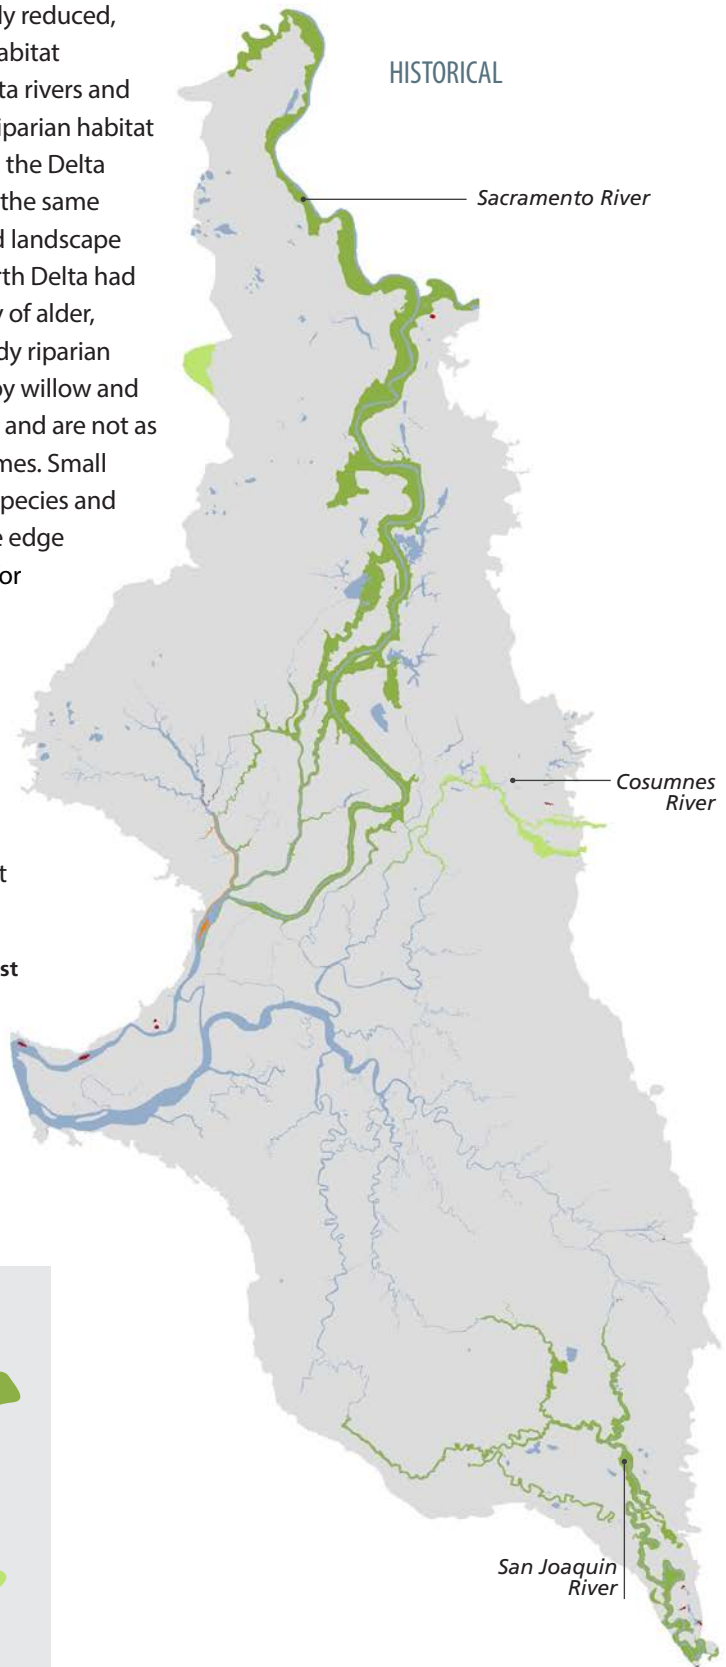 ly reduced,
abitat
ta rivers and
iparian habitat
the Delta
the same
d landscape
rth Delta had
y of alder,
dy riparian
by willow and
and are not as
mes. Small
pecies and
e edge
or
t
st
HISTORICAL
Sacramento River
Cosumnes
River
San Joaquin
River